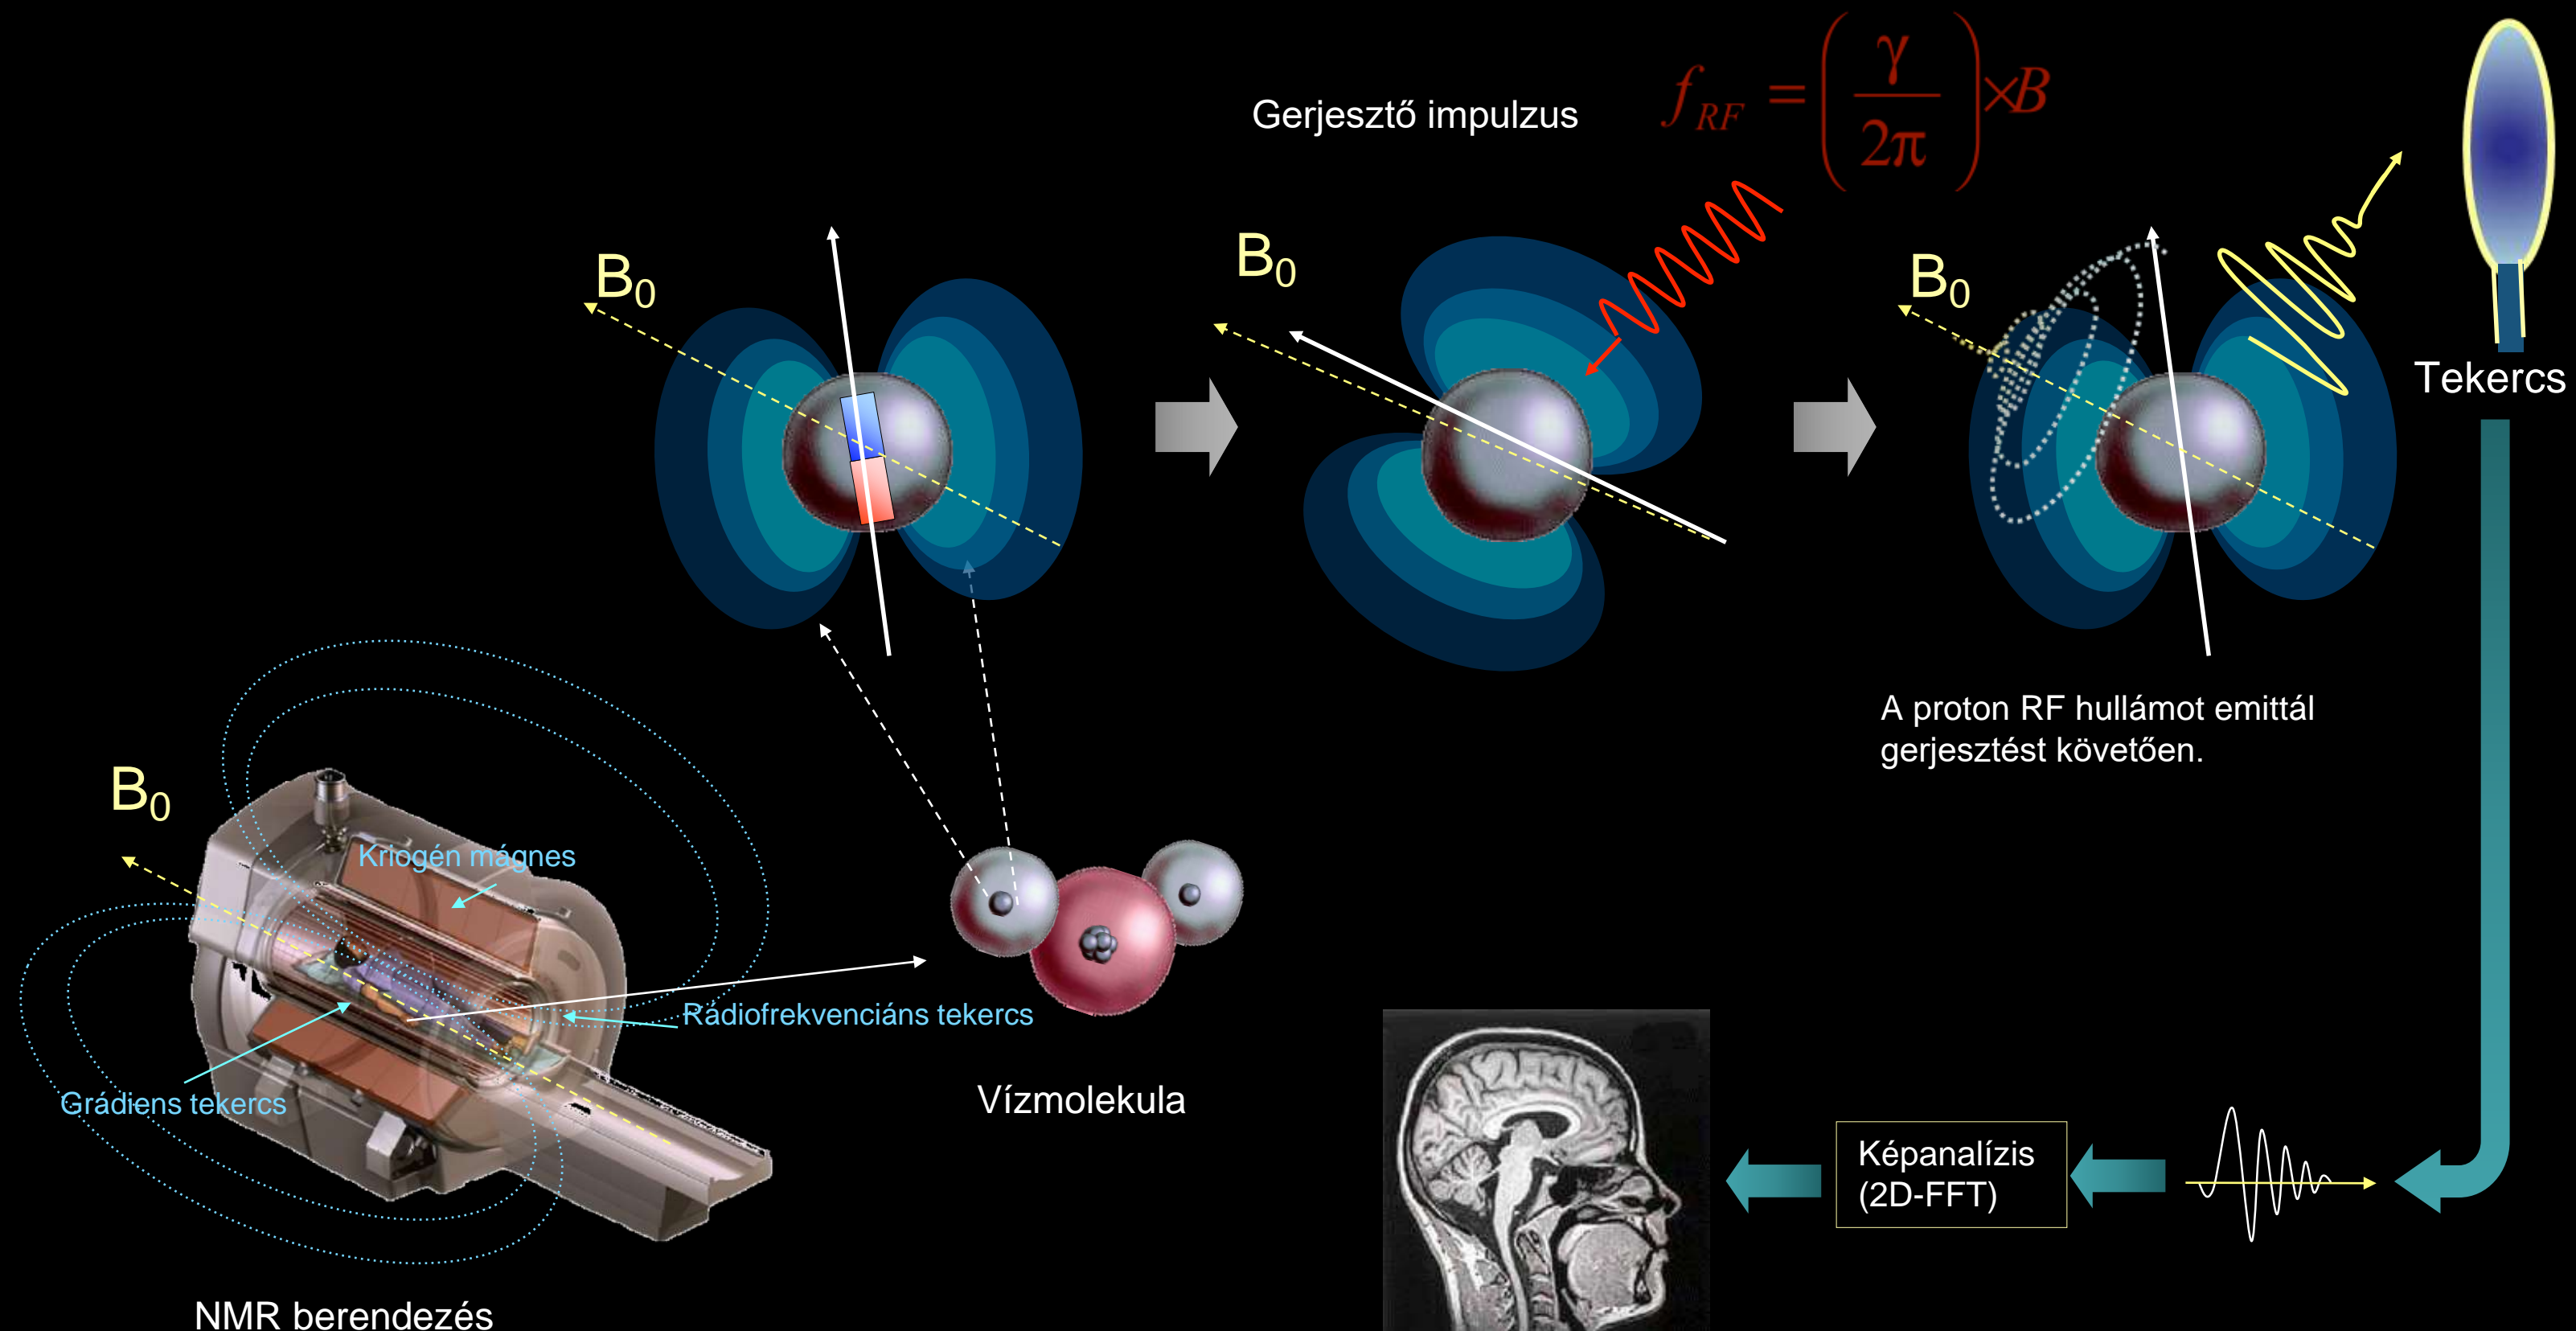 Gerjesztő impulzus
f_RF = (γ / 2π) × B
B₀
B₀
B₀
Tekercs
A proton RF hullámot emittál
gerjesztést követően.
B₀
Kriogén mágnes
Rádiofrekvenciáns tekercs
Grádiens tekercs
Vízmolekula
Képanalízis
(2D-FFT)
NMR berendezés